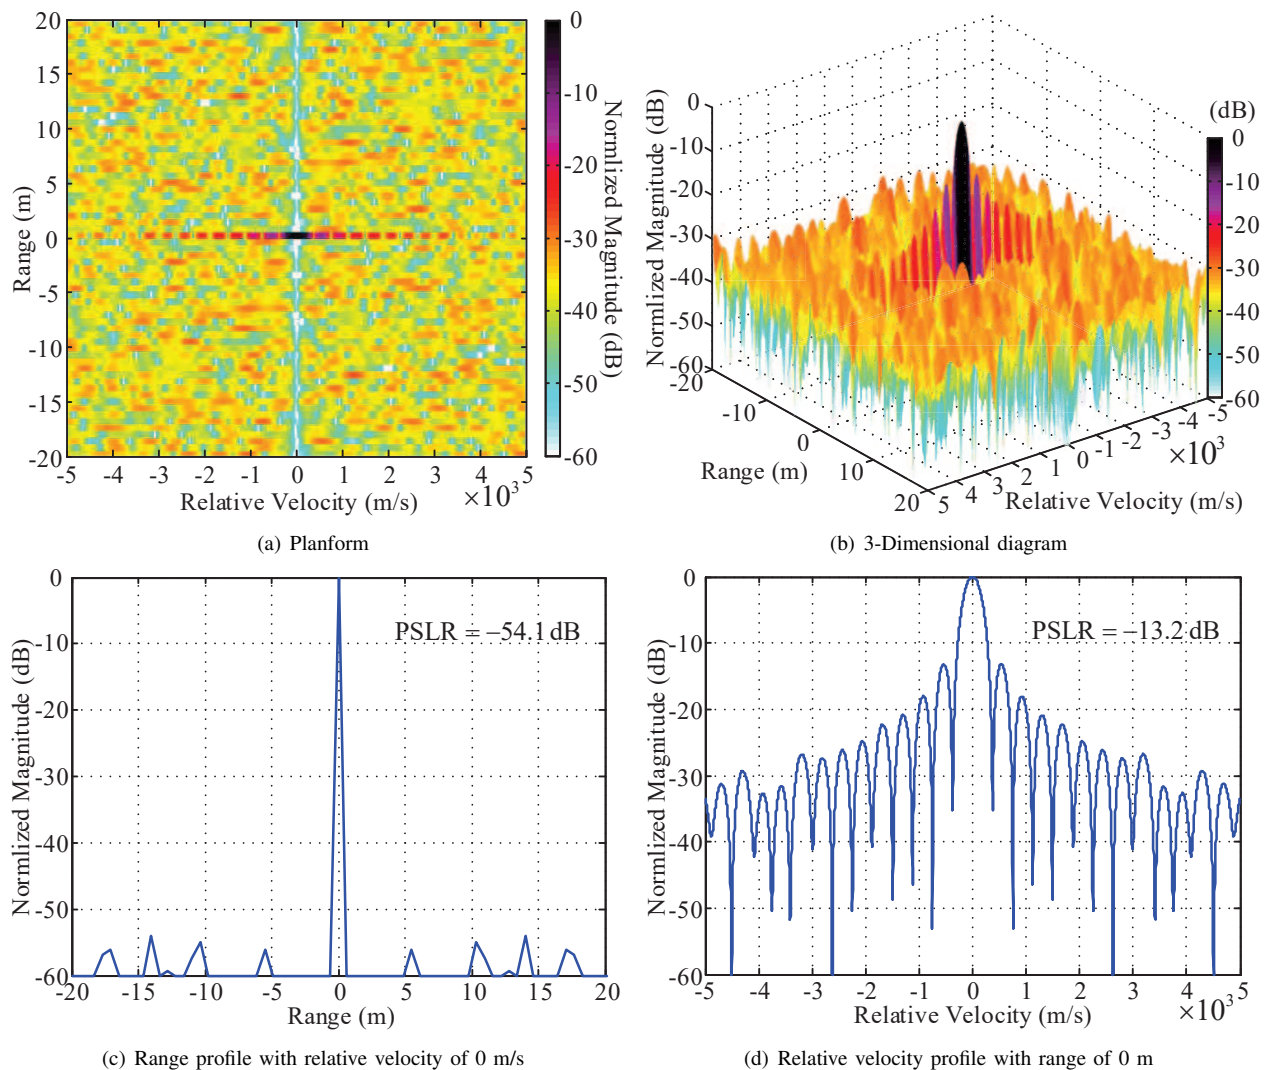 20
15
10
5
0
-5
-10
-15
-20
Range (m)
-5 -4 -3 -2 -1 0 1 2 3 4 5
×10³
Relative Velocity (m/s)
0
-10
-20
-30
-40
-50
-60
Normlized Magnitude (dB)
(a) Planform
0
-10
-20
-30
-40
-50
-60
Normlized Magnitude (dB)
-20
-10
0
10
20
Range (m)
5 4 3 2 1 0 -1 -2 -3 -4 -5
×10³
Relative Velocity (m/s)
(dB)
0
-10
-20
-30
-40
-50
-60
(b) 3-Dimensional diagram
0
-10
-20
-30
-40
-50
-60
Normlized Magnitude (dB)
PSLR = −54.1 dB
-20 -15 -10 -5 0 5 10 15 20
Range (m)
(c) Range profile with relative velocity of 0 m/s
0
-10
-20
-30
-40
-50
-60
Normlized Magnitude (dB)
PSLR = −13.2 dB
-5 -4 -3 -2 -1 0 1 2 3 4 5
×10³
Relative Velocity (m/s)
(d) Relative velocity profile with range of 0 m